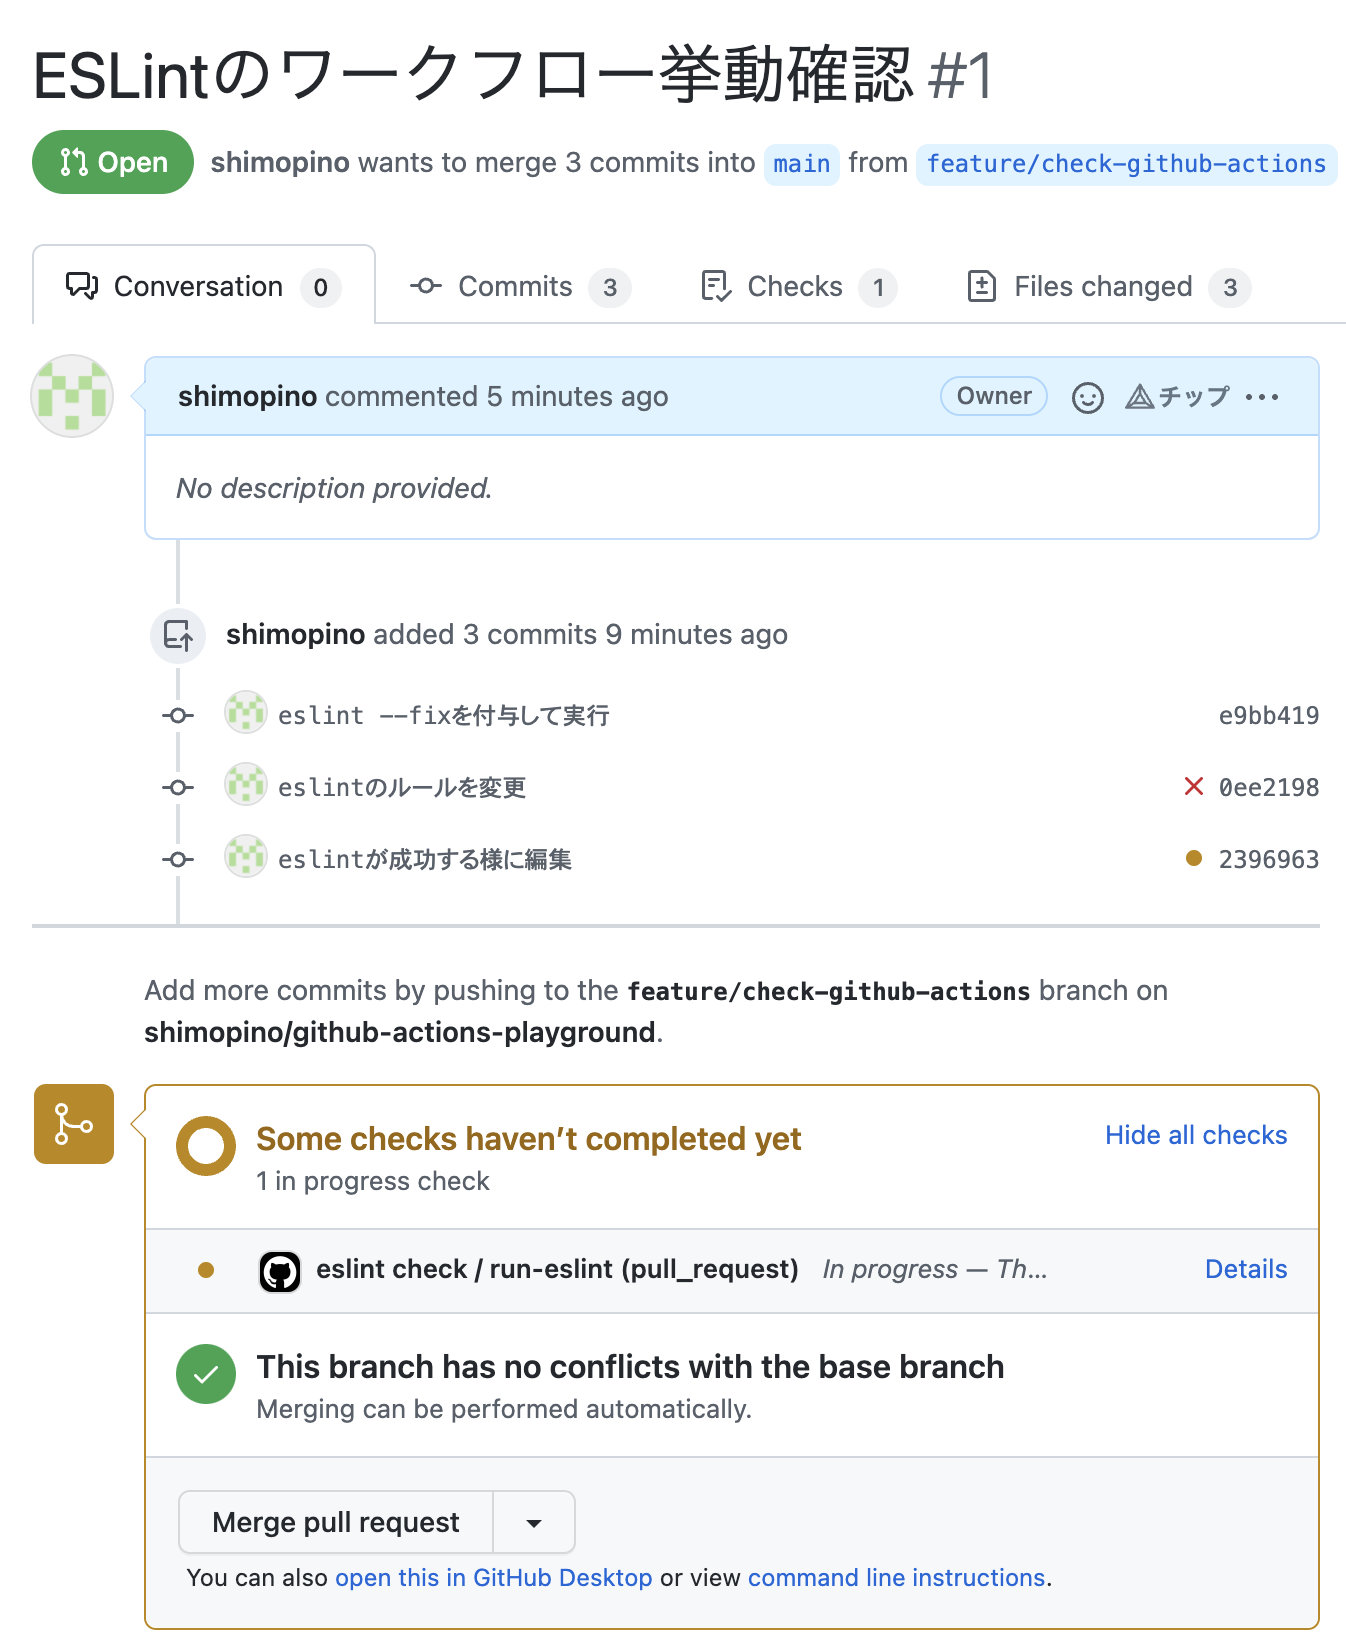 ESLintのワークフロー挙動確認 #1
Open shimopino wants to merge 3 commits into main from feature/check-github-actions
Conversation 0 Commits 3 Checks 1 Files changed 3
shimopino commented 5 minutes ago Owner チップ ...
No description provided.
shimopino added 3 commits 9 minutes ago
eslint --fixを付与して実行 e9bb419
eslintのルールを変更 0ee2198
eslintが成功する様に編集 2396963
Add more commits by pushing to the feature/check-github-actions branch on
shimopino/github-actions-playground.
Some checks haven’t completed yet Hide all checks
1 in progress check
eslint check / run-eslint (pull_request) In progress — Th... Details
This branch has no conflicts with the base branch
Merging can be performed automatically.
Merge pull request
You can also open this in GitHub Desktop or view command line instructions.